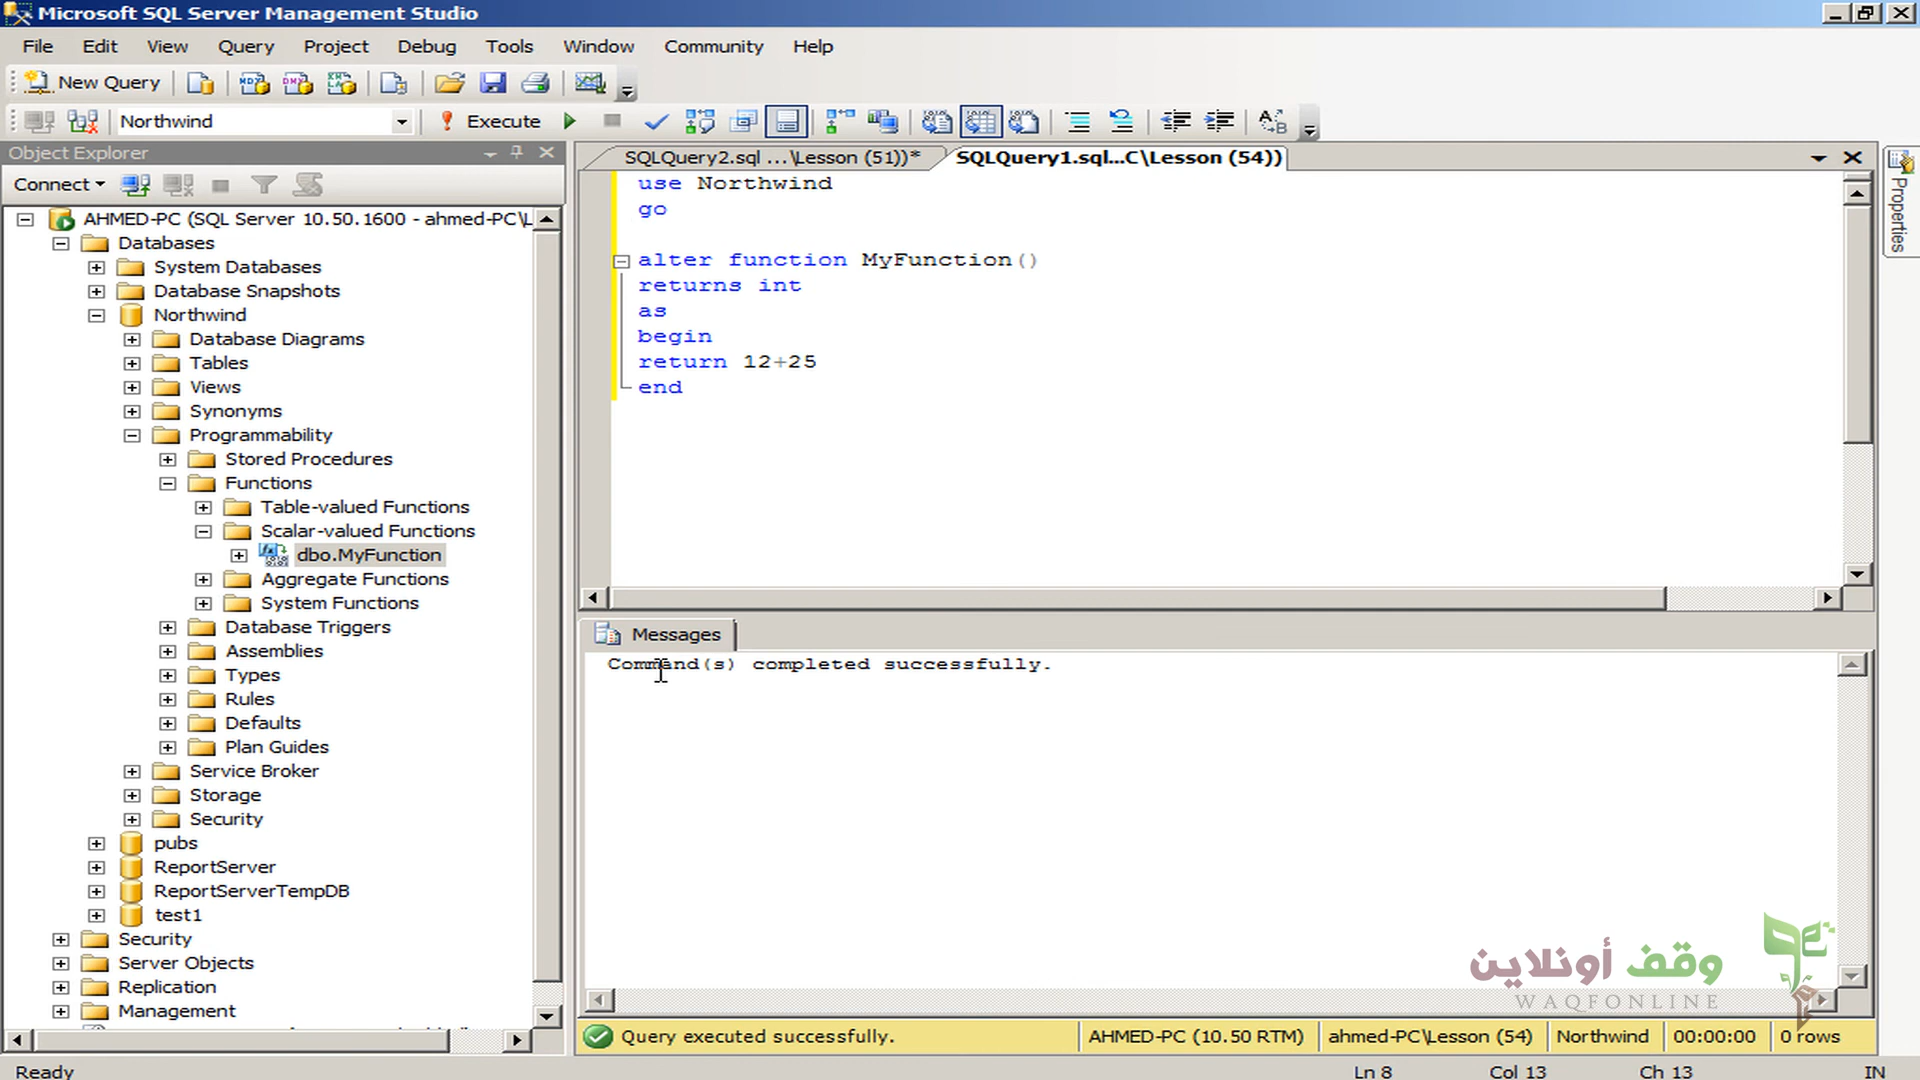 Microsoft SQL Server Management Studio
File Edit View Query Project Debug Tools Window Community Help
New Query
Northwind Execute
Object Explorer
Connect
AHMED-PC (SQL Server 10.50.1600 - ahmed-PC\L
Databases
System Databases
Database Snapshots
Northwind
Database Diagrams
Tables
Views
Synonyms
Programmability
Stored Procedures
Functions
Table-valued Functions
Scalar-valued Functions
dbo.MyFunction
Aggregate Functions
System Functions
Database Triggers
Assemblies
Types
Rules
Defaults
Plan Guides
Service Broker
Storage
Security
pubs
ReportServer
ReportServerTempDB
test1
Security
Server Objects
Replication
Management
SQLQuery2.sql ...\Lesson (51))* SQLQuery1.sql...C\Lesson (54))
use Northwind
go
alter function MyFunction()
returns int
as
begin
return 12+25
end
Properties
Messages
Command(s) completed successfully.
وقف أونلاين
WAQFONLINE
Query executed successfully. AHMED-PC (10.50 RTM) ahmed-PC\Lesson (54) Northwind 00:00:00 0 rows
Ready Ln 8 Col 13 Ch 13 IN